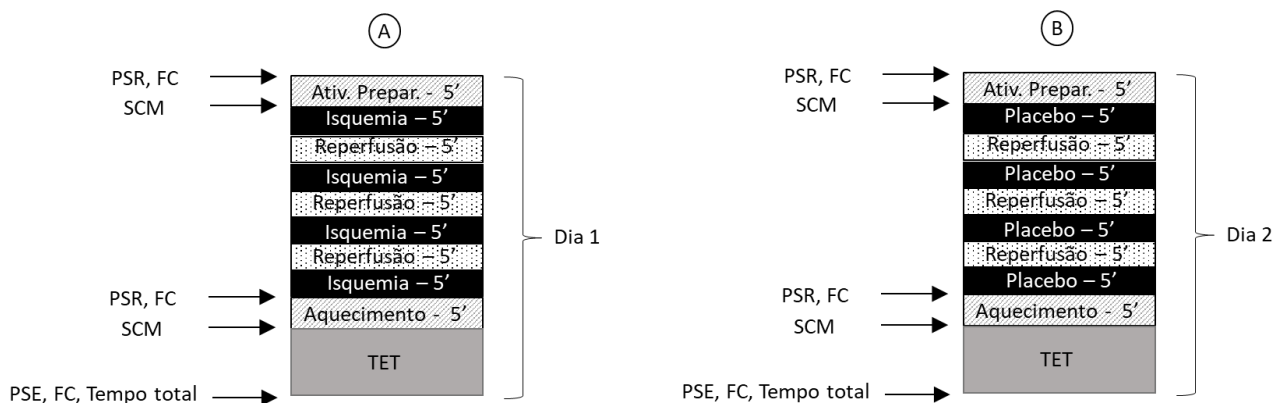 A
PSR, FC
Ativ. Prepar. - 5’
SCM
Isquemia – 5’
Reperfusão – 5’
Isquemia – 5’
Reperfusão – 5’
Isquemia – 5’
Reperfusão – 5’
Isquemia – 5’
PSR, FC
Aquecimento - 5’
SCM
TET
PSE, FC, Tempo total
Dia 1
B
PSR, FC
Ativ. Prepar. - 5’
SCM
Placebo – 5’
Reperfusão – 5’
Placebo – 5’
Reperfusão – 5’
Placebo – 5’
Reperfusão – 5’
Placebo – 5’
PSR, FC
Aquecimento - 5’
SCM
TET
PSE, FC, Tempo total
Dia 2